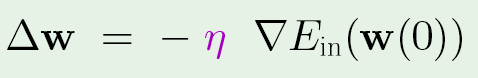 Δw = − η ∇E_in(w(0))